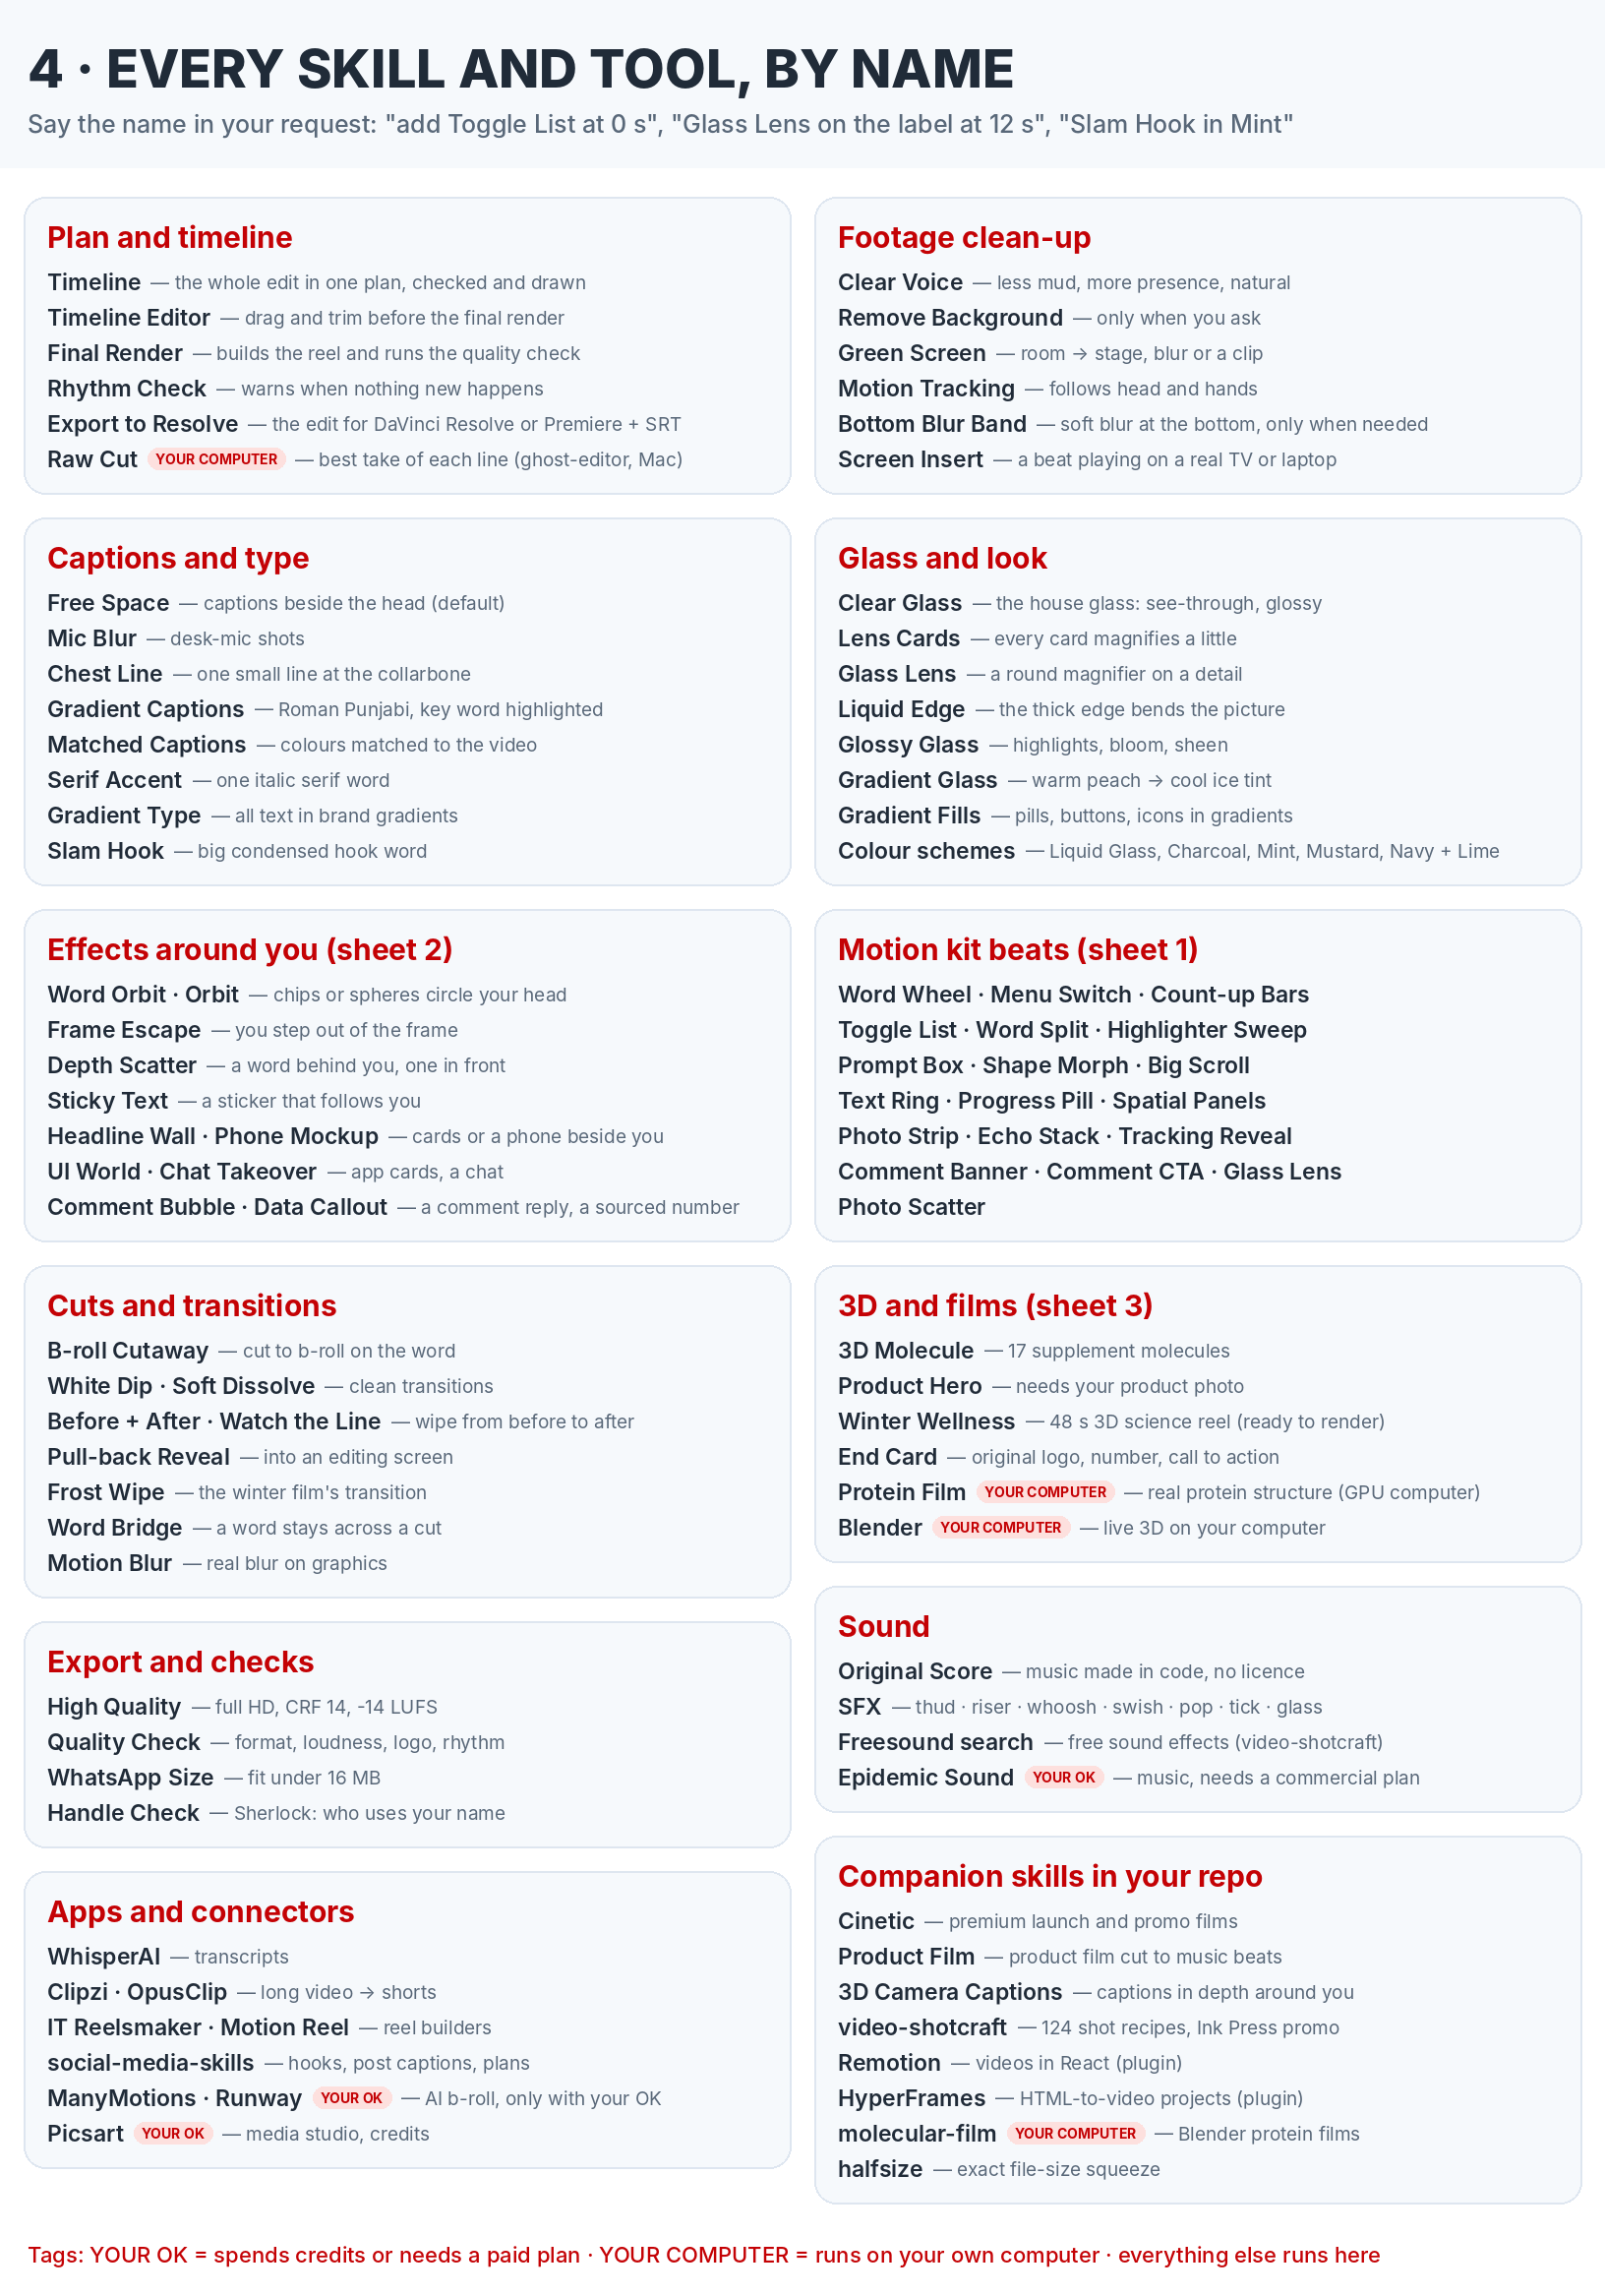 4 · EVERY SKILL AND TOOL, BY NAME
Say the name in your request: "add Toggle List at 0 s", "Glass Lens on the label at 12 s", "Slam Hook in Mint"
Plan and timeline
Timeline — the whole edit in one plan, checked and drawn
Timeline Editor — drag and trim before the final render
Final Render — builds the reel and runs the quality check
Rhythm Check — warns when nothing new happens
Export to Resolve — the edit for DaVinci Resolve or Premiere + SRT
Raw Cut YOUR COMPUTER — best take of each line (ghost-editor, Mac)
Captions and type
Free Space — captions beside the head (default)
Mic Blur — desk-mic shots
Chest Line — one small line at the collarbone
Gradient Captions — Roman Punjabi, key word highlighted
Matched Captions — colours matched to the video
Serif Accent — one italic serif word
Gradient Type — all text in brand gradients
Slam Hook — big condensed hook word
Effects around you (sheet 2)
Word Orbit · Orbit — chips or spheres circle your head
Frame Escape — you step out of the frame
Depth Scatter — a word behind you, one in front
Sticky Text — a sticker that follows you
Headline Wall · Phone Mockup — cards or a phone beside you
UI World · Chat Takeover — app cards, a chat
Comment Bubble · Data Callout — a comment reply, a sourced number
Cuts and transitions
B-roll Cutaway — cut to b-roll on the word
White Dip · Soft Dissolve — clean transitions
Before + After · Watch the Line — wipe from before to after
Pull-back Reveal — into an editing screen
Frost Wipe — the winter film's transition
Word Bridge — a word stays across a cut
Motion Blur — real blur on graphics
Export and checks
High Quality — full HD, CRF 14, -14 LUFS
Quality Check — format, loudness, logo, rhythm
WhatsApp Size — fit under 16 MB
Handle Check — Sherlock: who uses your name
Apps and connectors
WhisperAI — transcripts
Clipzi · OpusClip — long video → shorts
IT Reelsmaker · Motion Reel — reel builders
social-media-skills — hooks, post captions, plans
ManyMotions · Runway YOUR OK — AI b-roll, only with your OK
Picsart YOUR OK — media studio, credits
Footage clean-up
Clear Voice — less mud, more presence, natural
Remove Background — only when you ask
Green Screen — room → stage, blur or a clip
Motion Tracking — follows head and hands
Bottom Blur Band — soft blur at the bottom, only when needed
Screen Insert — a beat playing on a real TV or laptop
Glass and look
Clear Glass — the house glass: see-through, glossy
Lens Cards — every card magnifies a little
Glass Lens — a round magnifier on a detail
Liquid Edge — the thick edge bends the picture
Glossy Glass — highlights, bloom, sheen
Gradient Glass — warm peach → cool ice tint
Gradient Fills — pills, buttons, icons in gradients
Colour schemes — Liquid Glass, Charcoal, Mint, Mustard, Navy + Lime
Motion kit beats (sheet 1)
Word Wheel · Menu Switch · Count-up Bars
Toggle List · Word Split · Highlighter Sweep
Prompt Box · Shape Morph · Big Scroll
Text Ring · Progress Pill · Spatial Panels
Photo Strip · Echo Stack · Tracking Reveal
Comment Banner · Comment CTA · Glass Lens
Photo Scatter
3D and films (sheet 3)
3D Molecule — 17 supplement molecules
Product Hero — needs your product photo
Winter Wellness — 48 s 3D science reel (ready to render)
End Card — original logo, number, call to action
Protein Film YOUR COMPUTER — real protein structure (GPU computer)
Blender YOUR COMPUTER — live 3D on your computer
Sound
Original Score — music made in code, no licence
SFX — thud · riser · whoosh · swish · pop · tick · glass
Freesound search — free sound effects (video-shotcraft)
Epidemic Sound YOUR OK — music, needs a commercial plan
Companion skills in your repo
Cinetic — premium launch and promo films
Product Film — product film cut to music beats
3D Camera Captions — captions in depth around you
video-shotcraft — 124 shot recipes, Ink Press promo
Remotion — videos in React (plugin)
HyperFrames — HTML-to-video projects (plugin)
molecular-film YOUR COMPUTER — Blender protein films
halfsize — exact file-size squeeze
Tags: YOUR OK = spends credits or needs a paid plan · YOUR COMPUTER = runs on your own computer · everything else runs here